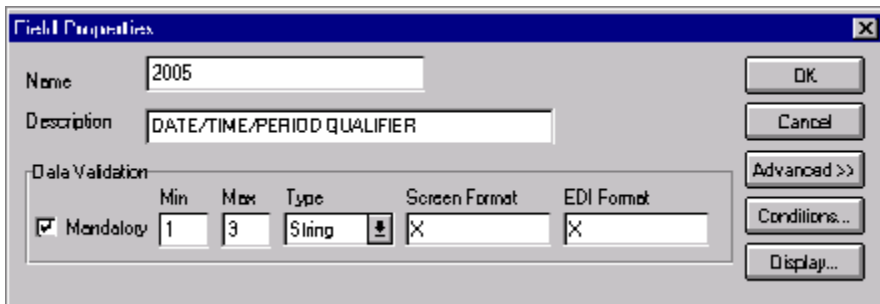 Field Properties
Name 2005
Description DATE/TIME/PERIOD QUALIFIER
Data Validation
Min Max Type Screen Format EDI Format
Mandatory 1 3 String X X
OK
Cancel
Advanced >>
Conditions...
Display...